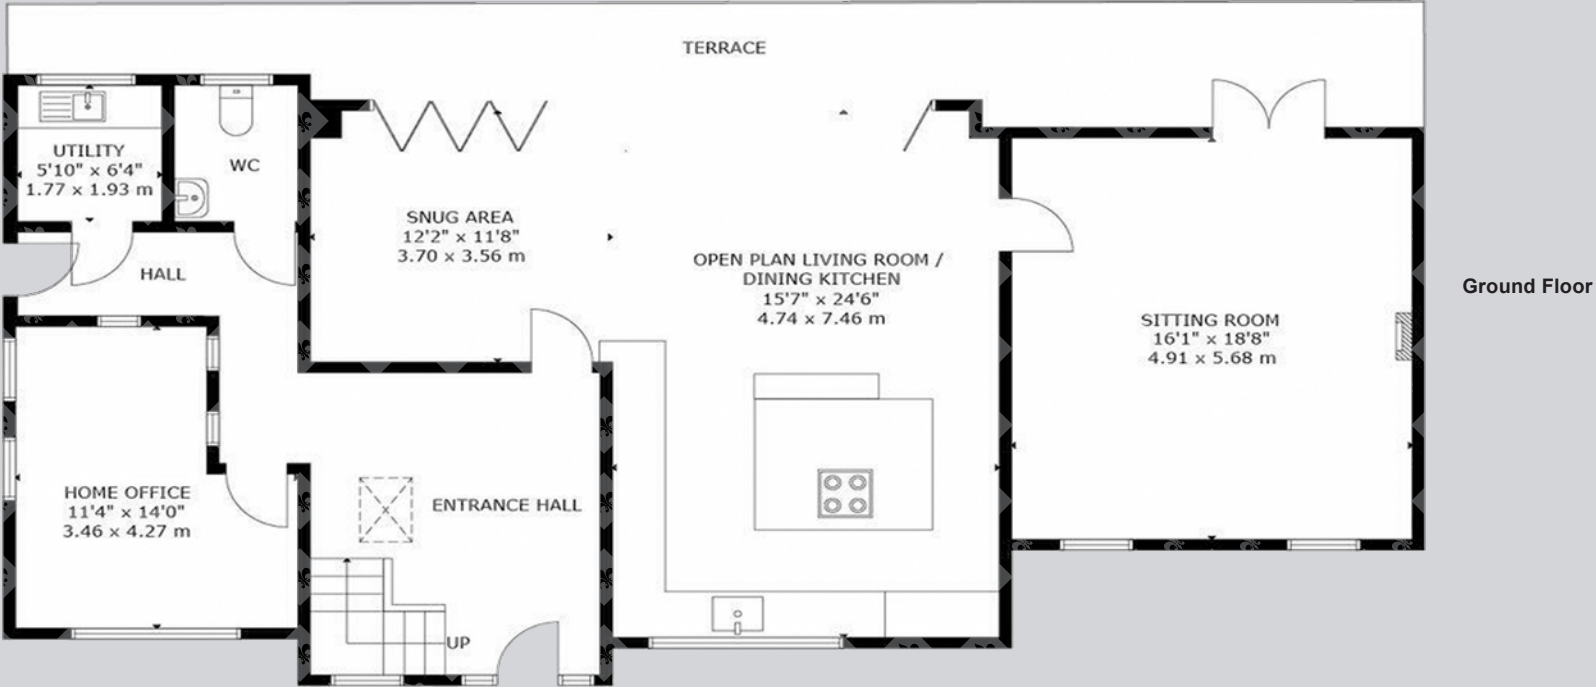 TERRACE
UTILITY
5'10" x 6'4"
1.77 x 1.93 m
WC
SNUG AREA
12'2" x 11'8"
3.70 x 3.56 m
HALL
OPEN PLAN LIVING ROOM /
DINING KITCHEN
15'7" x 24'6"
4.74 x 7.46 m
SITTING ROOM
16'1" x 18'8"
4.91 x 5.68 m
Ground Floor
HOME OFFICE
11'4" x 14'0"
3.46 x 4.27 m
ENTRANCE HALL
UP